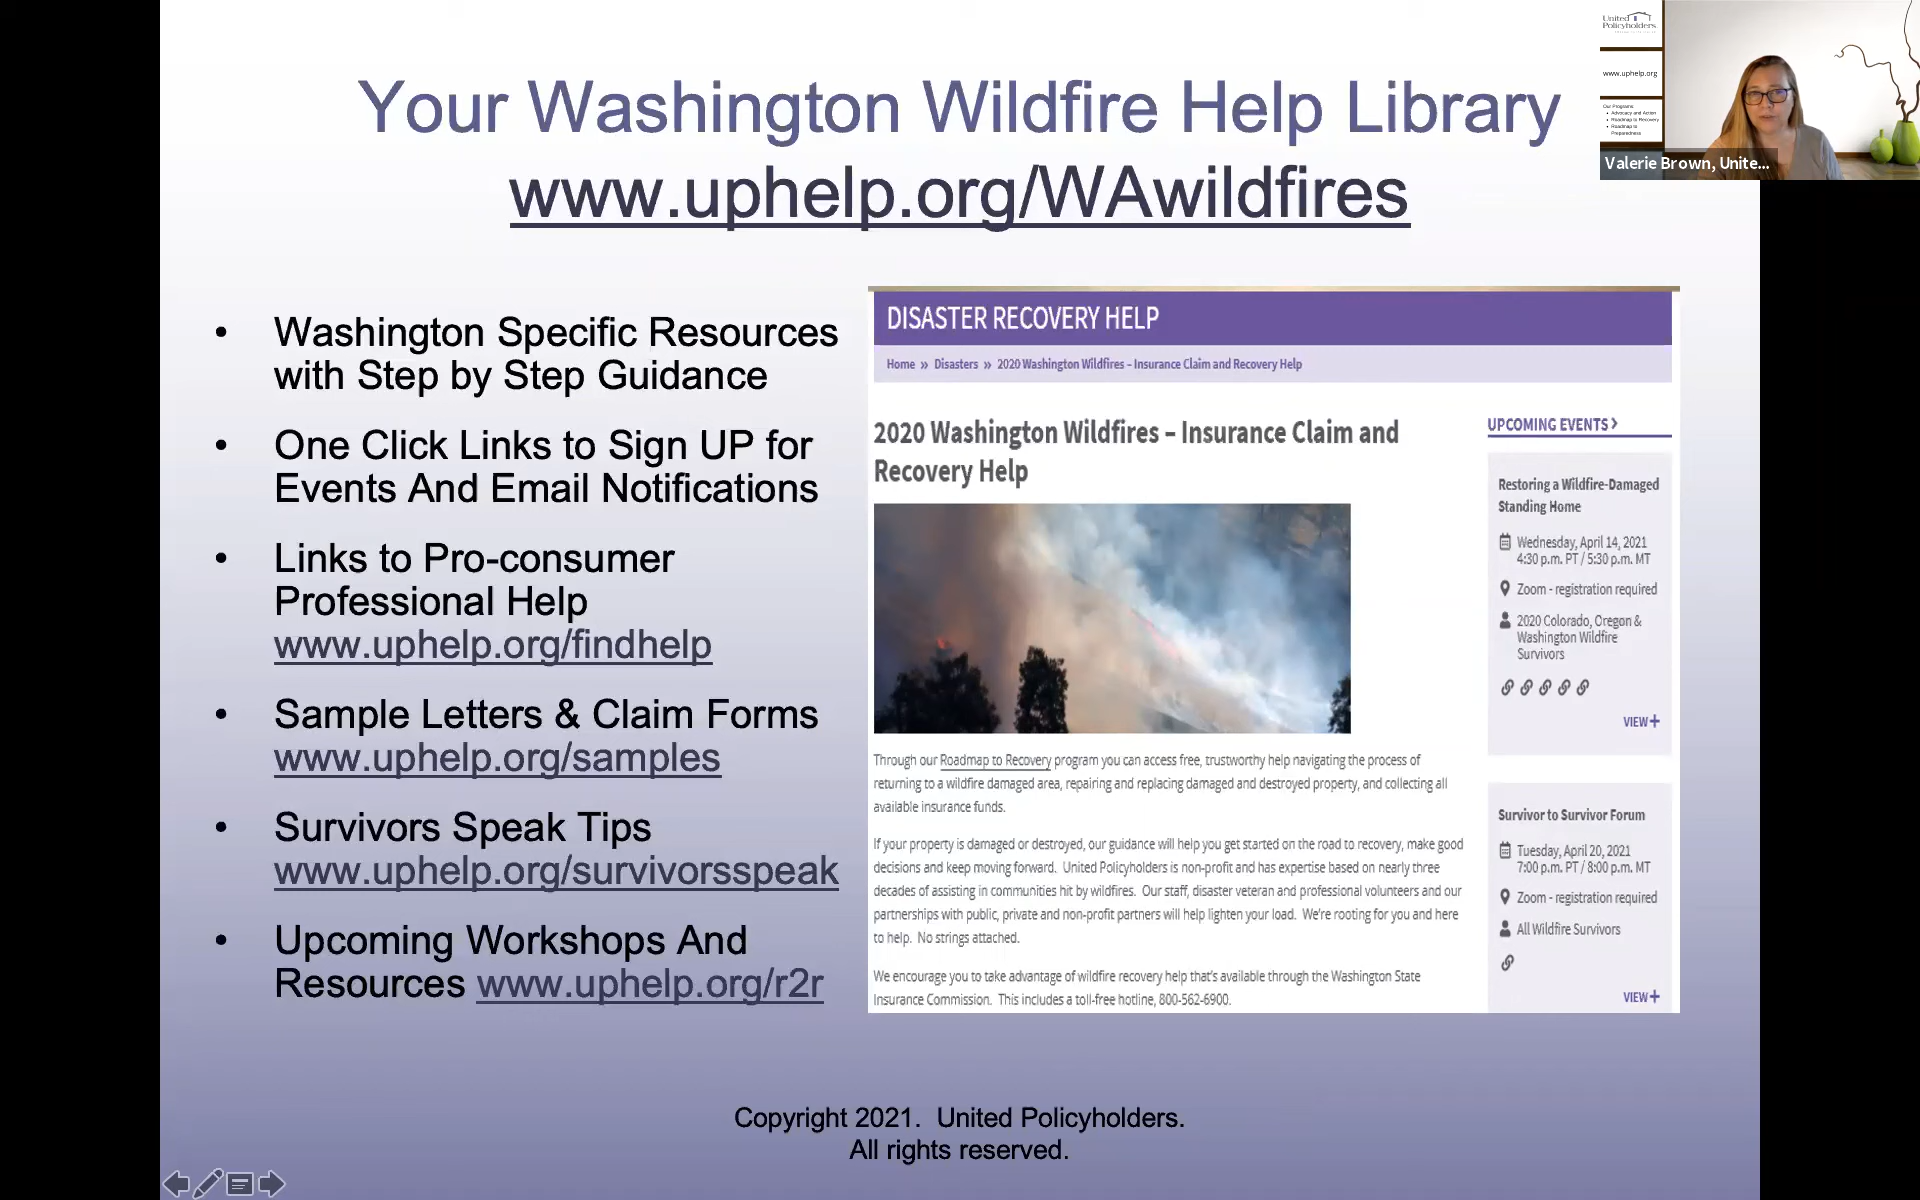 Your Washington Wildfire Help Library
www.uphelp.org/WAwildfires
United
Policyholders
www.uphelp.org
Our Programs:
• Advocacy and Action
• Roadmap to Recovery
• Roadmap to
Preparedness
Valerie Brown, Unite...
• Washington Specific Resources
with Step by Step Guidance
• One Click Links to Sign UP for
Events And Email Notifications
• Links to Pro-consumer
Professional Help
www.uphelp.org/findhelp
• Sample Letters & Claim Forms
www.uphelp.org/samples
• Survivors Speak Tips
www.uphelp.org/survivorsspeak
• Upcoming Workshops And
Resources www.uphelp.org/r2r
DISASTER RECOVERY HELP
Home » Disasters » 2020 Washington Wildfires – Insurance Claim and Recovery Help
2020 Washington Wildfires – Insurance Claim and
Recovery Help
Through our Roadmap to Recovery program you can access free, trustworthy help navigating the process of
returning to a wildfire damaged area, repairing and replacing damaged and destroyed property, and collecting all
available insurance funds.
If your property is damaged or destroyed, our guidance will help you get started on the road to recovery, make good
decisions and keep moving forward. United Policyholders is non-profit and has expertise based on nearly three
decades of assisting in communities hit by wildfires. Our staff, disaster veteran and professional volunteers and our
partnerships with public, private and non-profit partners will help lighten your load. We're rooting for you and here
to help. No strings attached.
We encourage you to take advantage of wildfire recovery help that's available through the Washington State
Insurance Commission. This includes a toll-free hotline, 800-562-6900.
UPCOMING EVENTS
Restoring a Wildfire-Damaged
Standing Home
Wednesday, April 14, 2021
4:30 p.m. PT / 5:30 p.m. MT
Zoom - registration required
2020 Colorado, Oregon &
Washington Wildfire
Survivors
VIEW+
Survivor to Survivor Forum
Tuesday, April 20, 2021
7:00 p.m. PT / 8:00 p.m. MT
Zoom - registration required
All Wildfire Survivors
VIEW+
Copyright 2021. United Policyholders.
All rights reserved.